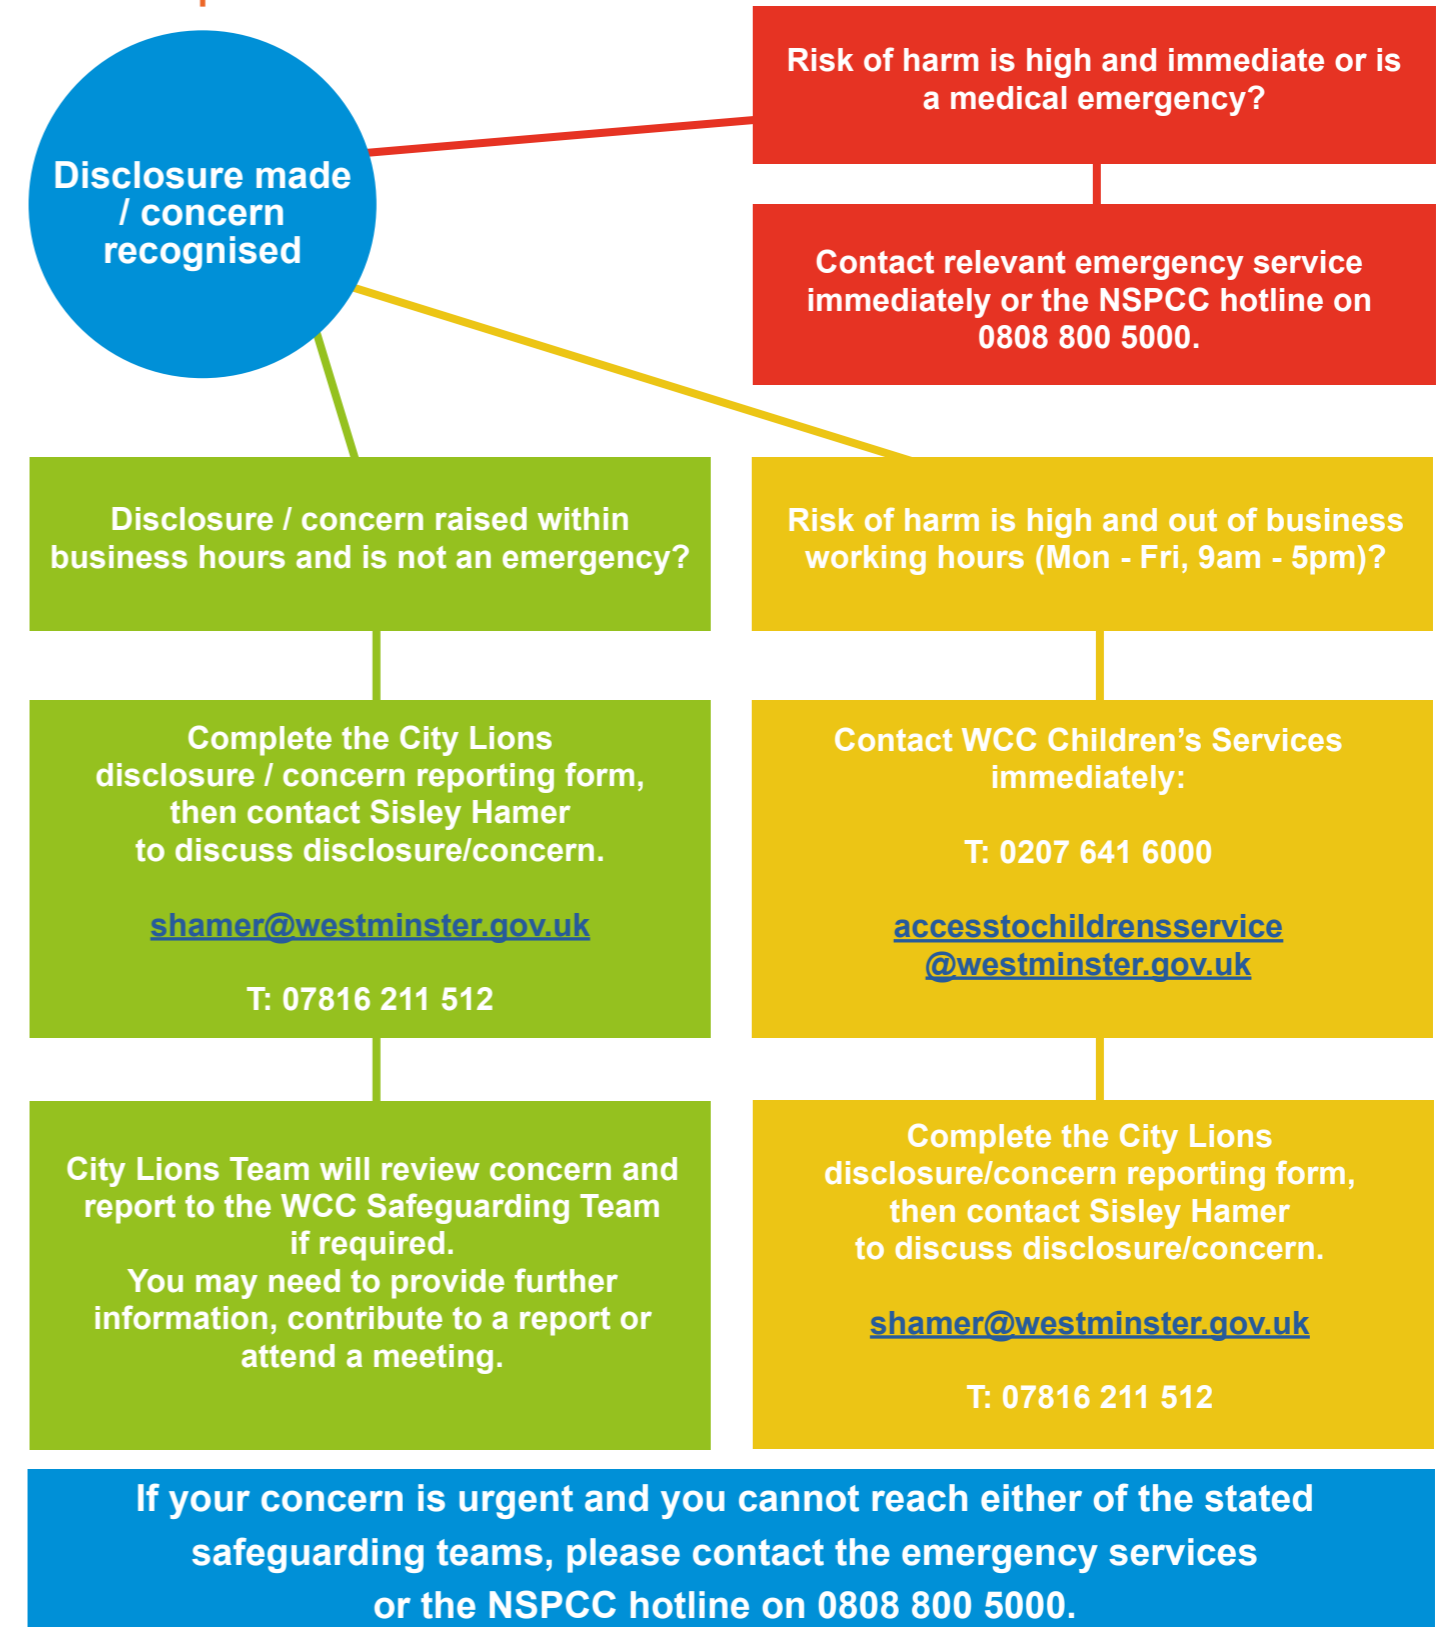 Disclosure made
/ concern
recognised
Risk of harm is high and immediate or is
a medical emergency?
Contact relevant emergency service
immediately or the NSPCC hotline on
0808 800 5000.
Disclosure / concern raised within
business hours and is not an emergency?
Complete the City Lions
disclosure / concern reporting form,
then contact Sisley Hamer
to discuss disclosure/concern.
shamer@westminster.gov.uk
T: 07816 211 512
City Lions Team will review concern and
report to the WCC Safeguarding Team
if required.
You may need to provide further
information, contribute to a report or
attend a meeting.
Risk of harm is high and out of business
working hours (Mon - Fri, 9am - 5pm)?
Contact WCC Children’s Services
immediately:
T: 0207 641 6000
accesstochildrensservice
@westminster.gov.uk
Complete the City Lions
disclosure/concern reporting form,
then contact Sisley Hamer
to discuss disclosure/concern.
shamer@westminster.gov.uk
T: 07816 211 512
If your concern is urgent and you cannot reach either of the stated
safeguarding teams, please contact the emergency services
or the NSPCC hotline on 0808 800 5000.